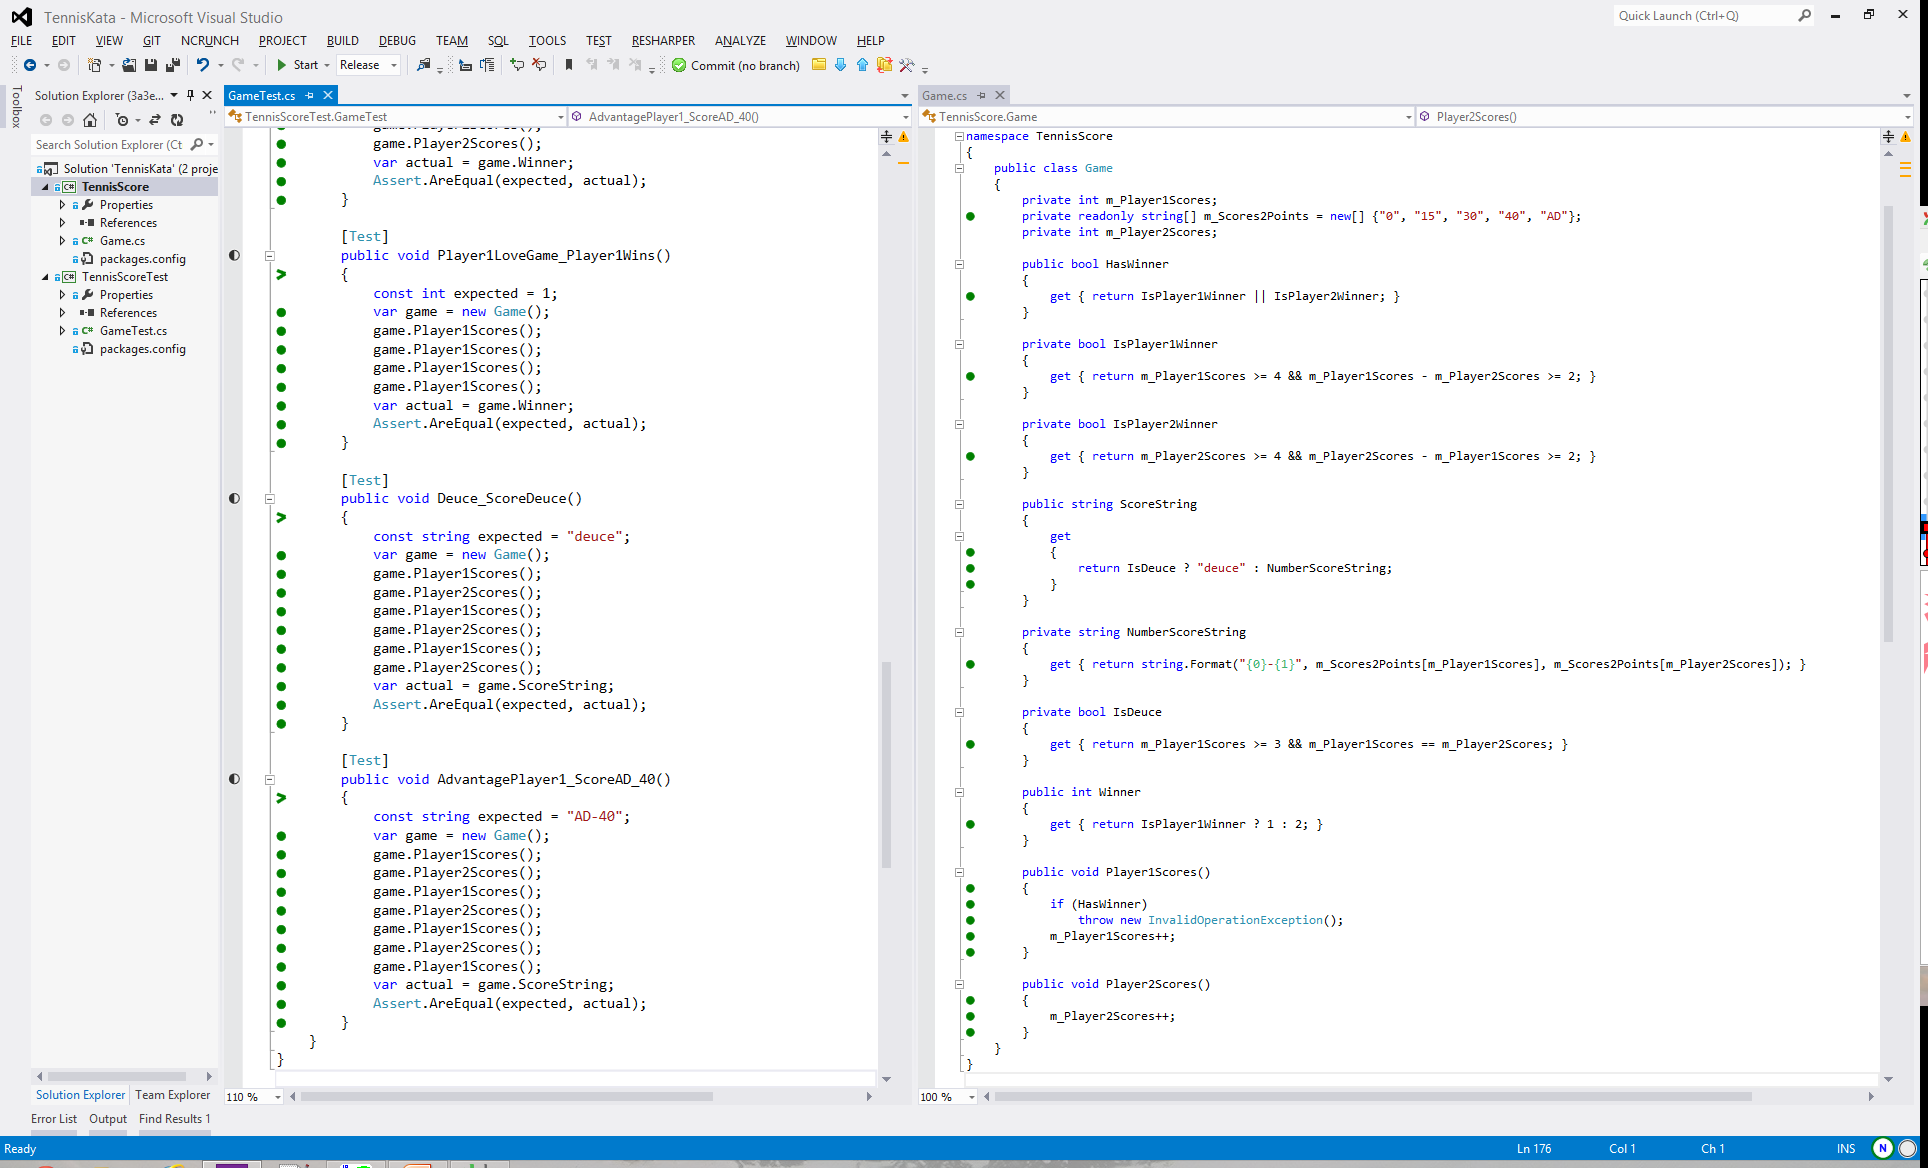 TennisKata - Microsoft Visual Studio
Quick Launch (Ctrl+Q)
FILE EDIT VIEW GIT NCRUNCH PROJECT BUILD DEBUG TEAM SQL TOOLS TEST RESHARPER ANALYZE WINDOW HELP
Start Release Commit (no branch)
Toolbox
Solution Explorer (3a3e...
Search Solution Explorer (Ct
Solution 'TennisKata' (2 proje
TennisScore
Properties
References
Game.cs
packages.config
TennisScoreTest
Properties
References
GameTest.cs
packages.config
Solution Explorer Team Explorer
GameTest.cs
TennisScoreTest.GameTest AdvantagePlayer1_ScoreAD_40()
game.Player2Scores();
var actual = game.Winner;
Assert.AreEqual(expected, actual);
}
[Test]
public void Player1LoveGame_Player1Wins()
{
const int expected = 1;
var game = new Game();
game.Player1Scores();
game.Player1Scores();
game.Player1Scores();
game.Player1Scores();
var actual = game.Winner;
Assert.AreEqual(expected, actual);
}
[Test]
public void Deuce_ScoreDeuce()
{
const string expected = "deuce";
var game = new Game();
game.Player1Scores();
game.Player2Scores();
game.Player1Scores();
game.Player2Scores();
game.Player1Scores();
game.Player2Scores();
var actual = game.ScoreString;
Assert.AreEqual(expected, actual);
}
[Test]
public void AdvantagePlayer1_ScoreAD_40()
{
const string expected = "AD-40";
var game = new Game();
game.Player1Scores();
game.Player2Scores();
game.Player1Scores();
game.Player2Scores();
game.Player1Scores();
game.Player2Scores();
game.Player1Scores();
var actual = game.ScoreString;
Assert.AreEqual(expected, actual);
}
}
}
110 %
Game.cs
TennisScore.Game Player2Scores()
namespace TennisScore
{
public class Game
{
private int m_Player1Scores;
private readonly string[] m_Scores2Points = new[] {"0", "15", "30", "40", "AD"};
private int m_Player2Scores;
public bool HasWinner
{
get { return IsPlayer1Winner || IsPlayer2Winner; }
}
private bool IsPlayer1Winner
{
get { return m_Player1Scores >= 4 && m_Player1Scores - m_Player2Scores >= 2; }
}
private bool IsPlayer2Winner
{
get { return m_Player2Scores >= 4 && m_Player2Scores - m_Player1Scores >= 2; }
}
public string ScoreString
{
get
{
return IsDeuce ? "deuce" : NumberScoreString;
}
}
private string NumberScoreString
{
get { return string.Format("{0}-{1}", m_Scores2Points[m_Player1Scores], m_Scores2Points[m_Player2Scores]); }
}
private bool IsDeuce
{
get { return m_Player1Scores >= 3 && m_Player1Scores == m_Player2Scores; }
}
public int Winner
{
get { return IsPlayer1Winner ? 1 : 2; }
}
public void Player1Scores()
{
if (HasWinner)
throw new InvalidOperationException();
m_Player1Scores++;
}
public void Player2Scores()
{
m_Player2Scores++;
}
}
}
100 %
Error List Output Find Results 1
Ready Ln 176 Col 1 Ch 1 INS N